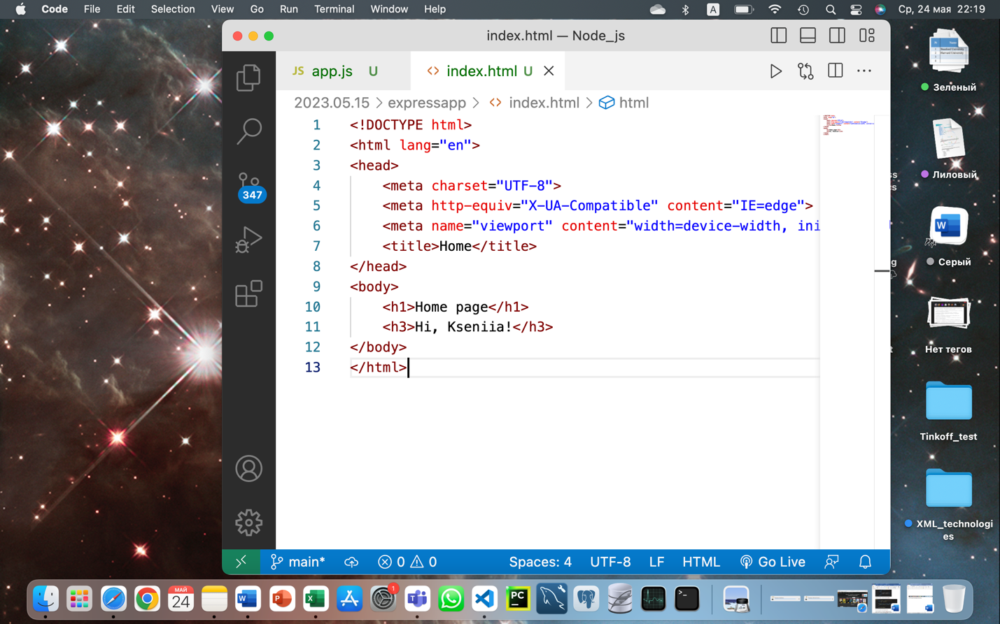 Code File Edit Selection View Go Run Terminal Window Help A Ср, 24 мая 22:19
index.html — Node_js
JS app.js U <> index.html U
2023.05.15 > expressapp > <> index.html > html
1 <!DOCTYPE html>
2 <html lang="en">
3 <head>
4 <meta charset="UTF-8">
5 <meta http-equiv="X-UA-Compatible" content="IE=edge">
6 <meta name="viewport" content="width=device-width, ini
7 <title>Home</title>
8 </head>
9 <body>
10 <h1>Home page</h1>
11 <h3>Hi, Kseniia!</h3>
12 </body>
13 </html>
347
main* 0 0 Spaces: 4 UTF-8 LF HTML Go Live
Зеленый
Лиловый
W
Серый
Нет тегов
Tinkoff_test
XML_technologi
es
МАЙ
24
W
P
X
1
PC